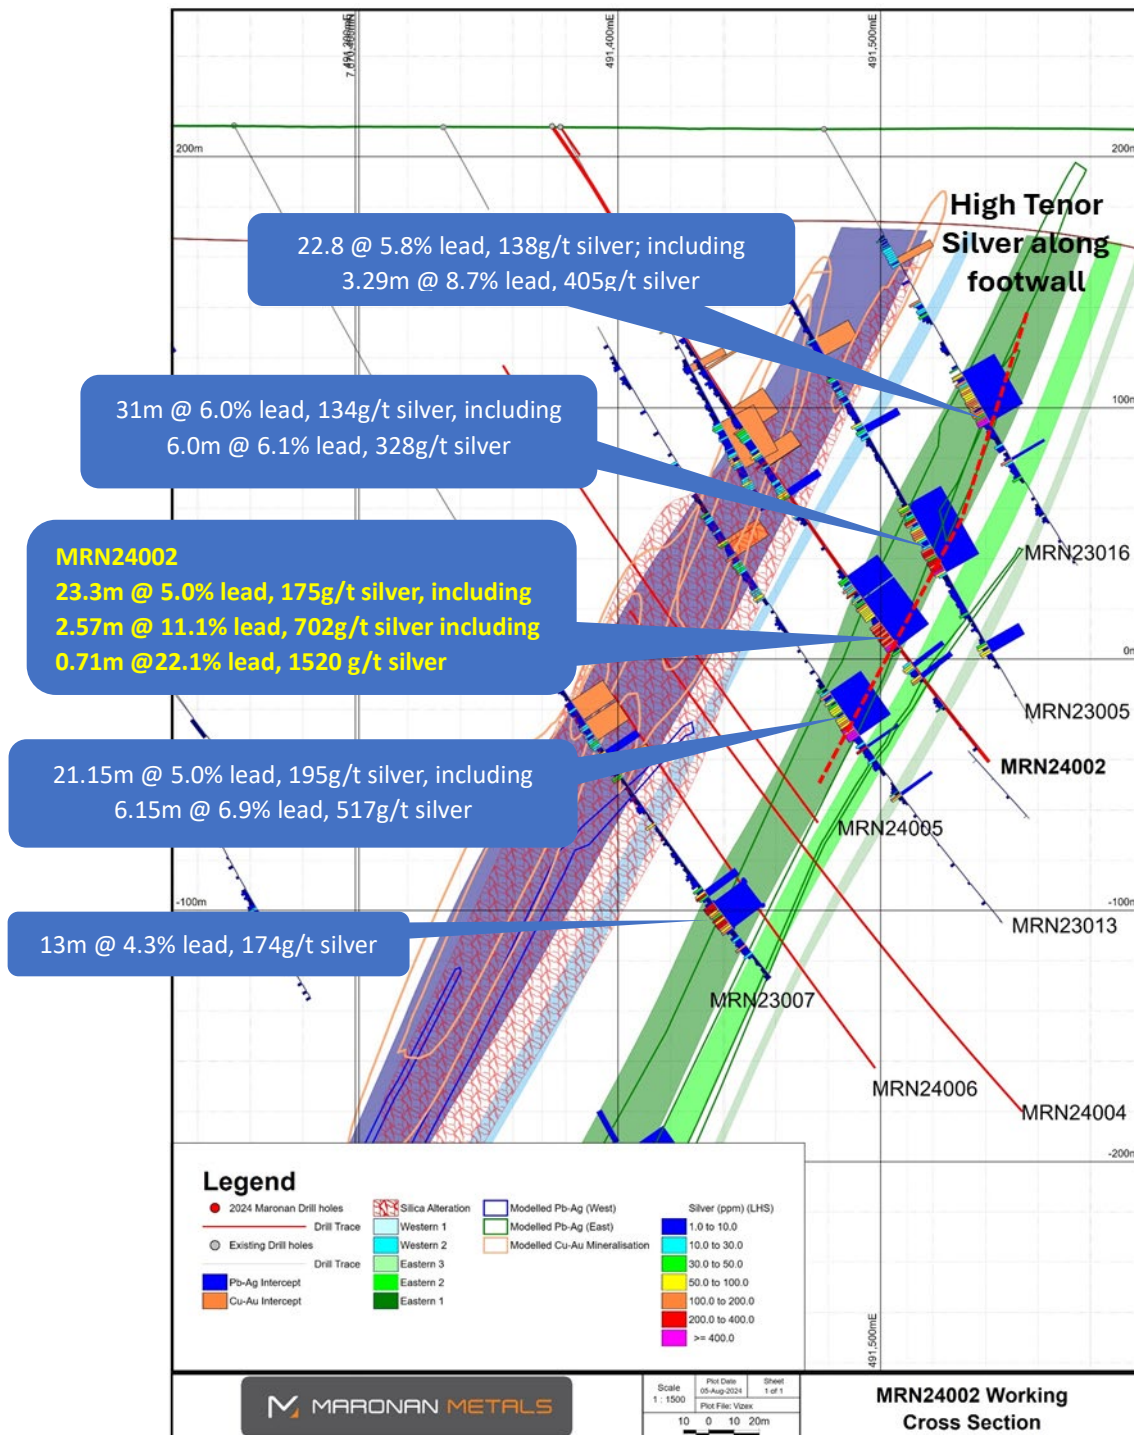 491,300mE
7,670,400mN
491,400mE
491,500mE
200m
200m
High Tenor
Silver along
footwall
22.8 @ 5.8% lead, 138g/t silver; including
3.29m @ 8.7% lead, 405g/t silver
100m
31m @ 6.0% lead, 134g/t silver, including
6.0m @ 6.1% lead, 328g/t silver
MRN23016
MRN24002
23.3m @ 5.0% lead, 175g/t silver, including
2.57m @ 11.1% lead, 702g/t silver including
0.71m @22.1% lead, 1520 g/t silver
0m
MRN23005
MRN24002
21.15m @ 5.0% lead, 195g/t silver, including
6.15m @ 6.9% lead, 517g/t silver
MRN24005
-100m
-100m
MRN23013
13m @ 4.3% lead, 174g/t silver
MRN23007
MRN24006
MRN24004
-200m
Legend
2024 Maronan Drill holes
Drill Trace
Existing Drill holes
Drill Trace
Pb-Ag Intercept
Cu-Au Intercept
Silica Alteration
Western 1
Western 2
Eastern 3
Eastern 2
Eastern 1
Modelled Pb-Ag (West)
Modelled Pb-Ag (East)
Modelled Cu-Au Mineralisation
Silver (ppm) (LHS)
1.0 to 10.0
10.0 to 30.0
30.0 to 50.0
50.0 to 100.0
100.0 to 200.0
200.0 to 400.0
>= 400.0
491,500mE
MARONAN METALS
Scale
1 : 1500
Plot Date
05-Aug-2024
Sheet
1 of 1
Plot File: Vizex
10 0 10 20m
MRN24002 Working
Cross Section